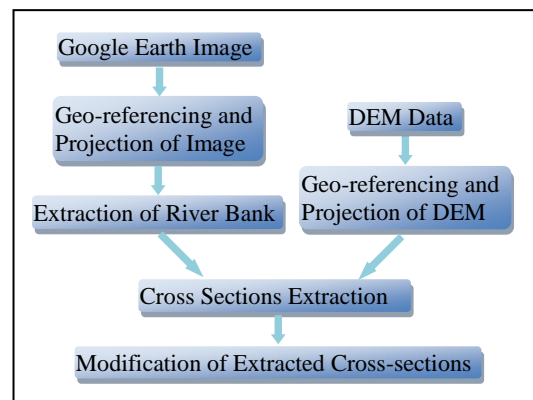 Google Earth Image
Geo-referencing and
Projection of Image
Extraction of River Bank
DEM Data
Geo-referencing and
Projection of DEM
Cross Sections Extraction
Modification of Extracted Cross-sections